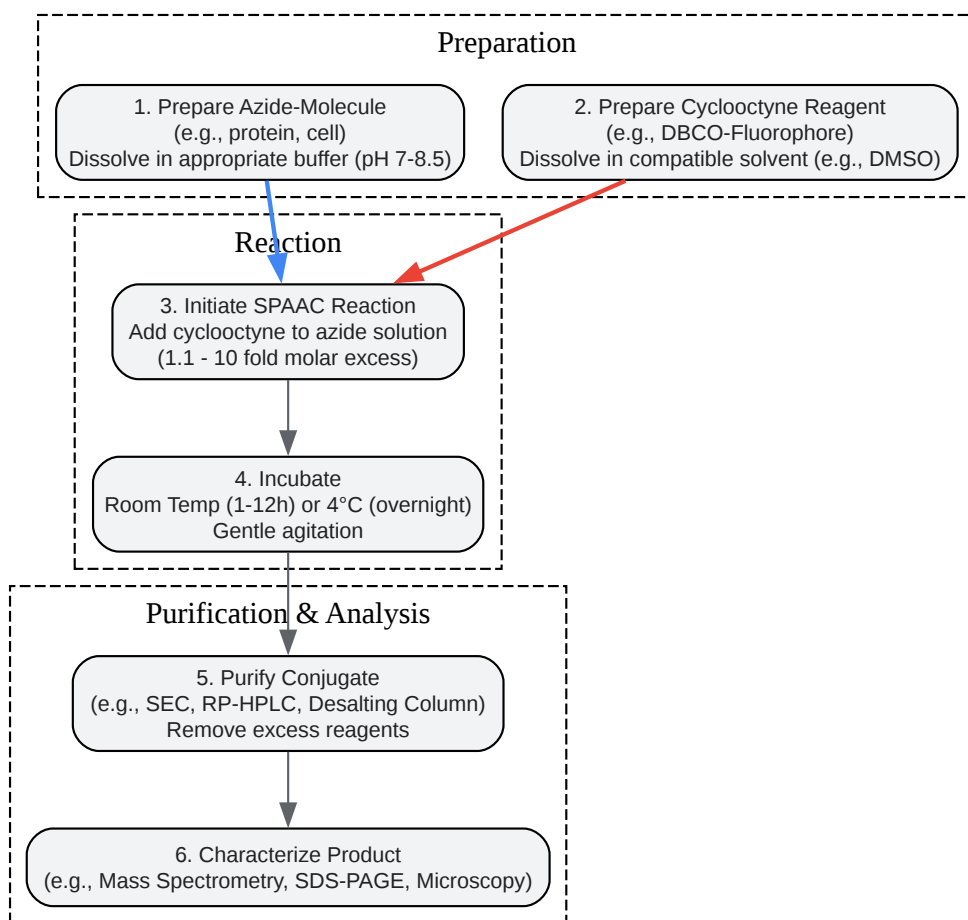 Preparation
1. Prepare Azide-Molecule
(e.g., protein, cell)
Dissolve in appropriate buffer (pH 7-8.5)
2. Prepare Cyclooctyne Reagent
(e.g., DBCO-Fluorophore)
Dissolve in compatible solvent (e.g., DMSO)
Reaction
3. Initiate SPAAC Reaction
Add cyclooctyne to azide solution
(1.1 - 10 fold molar excess)
4. Incubate
Room Temp (1-12h) or 4°C (overnight)
Gentle agitation
Purification & Analysis
5. Purify Conjugate
(e.g., SEC, RP-HPLC, Desalting Column)
Remove excess reagents
6. Characterize Product
(e.g., Mass Spectrometry, SDS-PAGE, Microscopy)